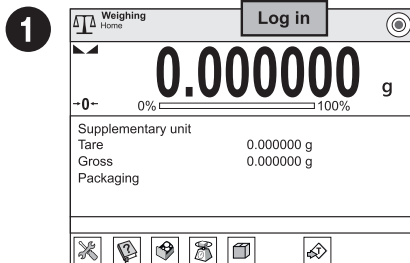 1
Weighing
Home
Log in
0.000000 g
→0←
0% 100%
Supplementary unit
Tare 0.000000 g
Gross 0.000000 g
Packaging
?
T